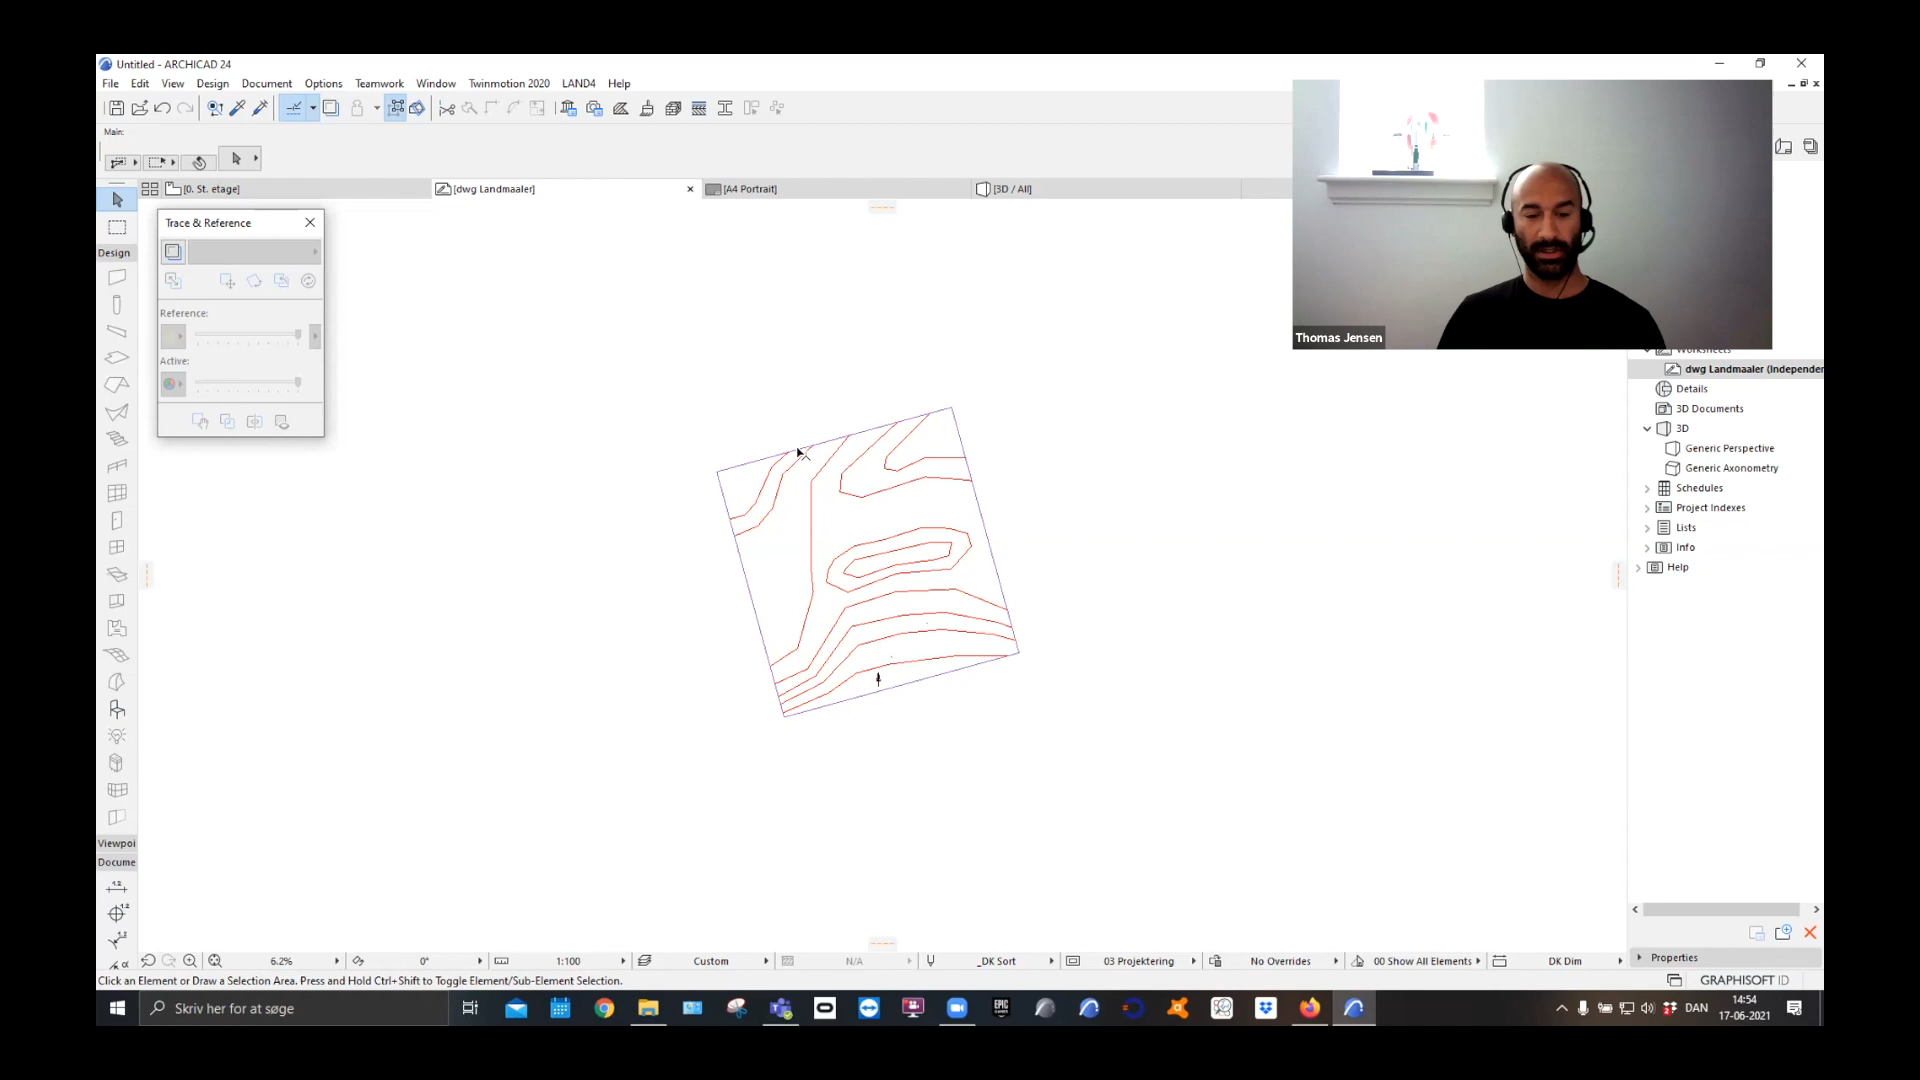 Untitled - ARCHICAD 24
File Edit View Design Document Options Teamwork Window Twinmotion 2020 LAND4 Help
Main:
[0. St. etage]
[dwg Landmaaler]
[A4 Portrait]
[3D / All]
Trace & Reference
Reference:
Active:
Design
Viewpoi
Docume
Thomas Jensen
dwg Landmaaler (Independer
Details
3D Documents
3D
Generic Perspective
Generic Axonometry
Schedules
Project Indexes
Lists
Info
Help
Properties
6.2% 0° 1:100 Custom N/A _DK Sort 03 Projektering No Overrides 00 Show All Elements DK Dim
Click an Element or Draw a Selection Area. Press and Hold Ctrl+Shift to Toggle Element/Sub-Element Selection.
GRAPHISOFT ID
Skriv her for at søge
EPIC
DAN
14:54
17-06-2021